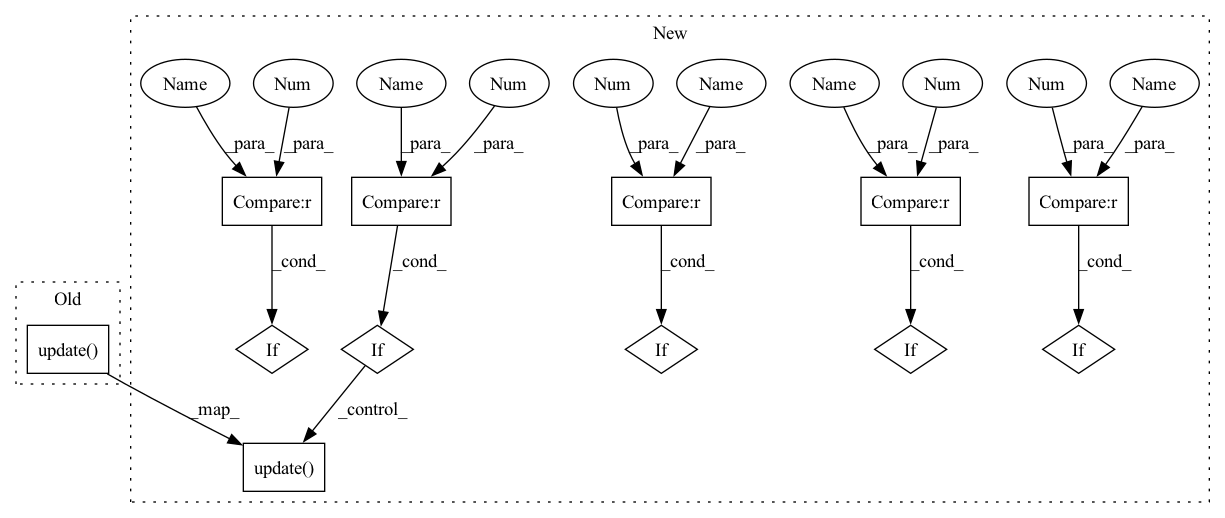 New
Name Num Name Num Num Name Name Num Num Name
_para_ _para_ _para_ _para_ _para_ _para_ _para_ _para_ _para_ _para_
Compare:r Compare:r Compare:r Compare:r Compare:r
_cond_ _cond_ _cond_ _cond_ _cond_
Old
update() If If If If If
_map_ _control_
update()